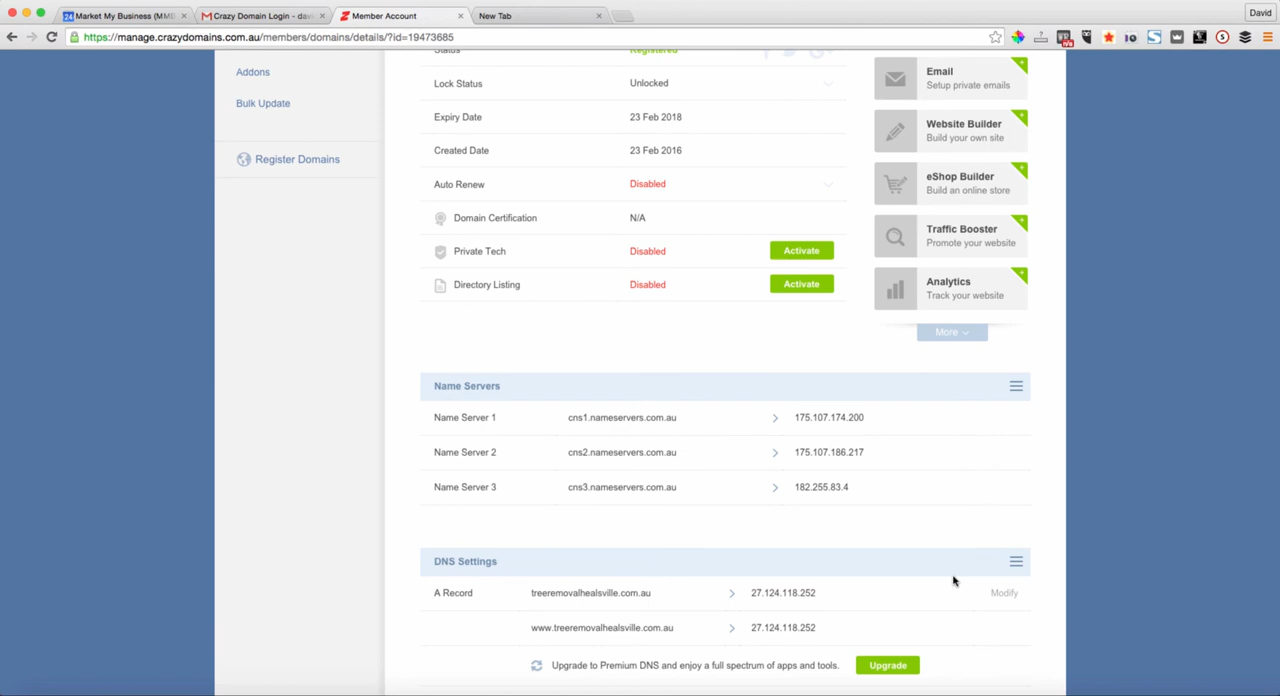 Market My Business (MME
Crazy Domain Login - dav
Member Account
New Tab
David
https://manage.crazydomains.com.au/members/domains/details/?id=19473685
Status Registered
Addons
Bulk Update
Register Domains
Lock Status Unlocked
Expiry Date 23 Feb 2018
Created Date 23 Feb 2016
Auto Renew Disabled
Domain Certification N/A
Private Tech Disabled Activate
Directory Listing Disabled Activate
Email
Setup private emails
Website Builder
Build your own site
eShop Builder
Build an online store
Traffic Booster
Promote your website
Analytics
Track your website
More
Name Servers
Name Server 1 cns1.nameservers.com.au > 175.107.174.200
Name Server 2 cns2.nameservers.com.au > 175.107.186.217
Name Server 3 cns3.nameservers.com.au > 182.255.83.4
DNS Settings
A Record treeremovalhealsville.com.au > 27.124.118.252 Modify
www.treeremovalhealsville.com.au > 27.124.118.252
Upgrade to Premium DNS and enjoy a full spectrum of apps and tools. Upgrade